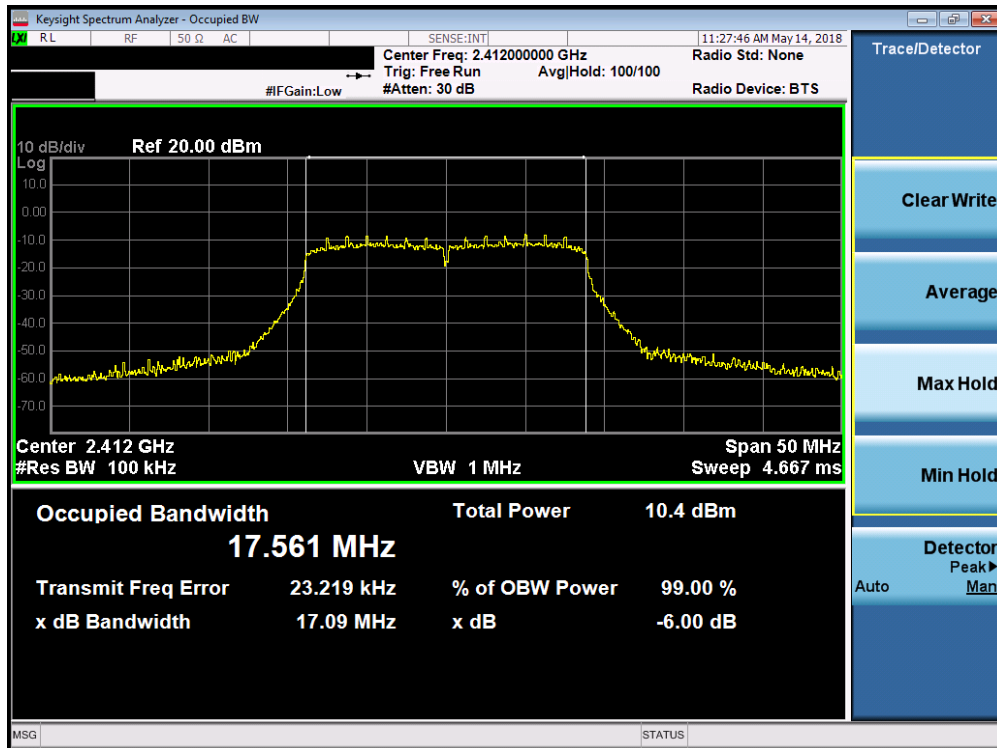 Keysight Spectrum Analyzer - Occupied BW
LXI RL RF 50 Ω AC SENSE:INT 11:27:46 AM May 14, 2018
Center Freq: 2.412000000 GHz Radio Std: None
Trig: Free Run Avg|Hold: 100/100
#IFGain:Low #Atten: 30 dB Radio Device: BTS
10 dB/div Ref 20.00 dBm
Log
10.0
0.00
-10.0
-20.0
-30.0
-40.0
-50.0
-60.0
-70.0
Center 2.412 GHz Span 50 MHz
#Res BW 100 kHz VBW 1 MHz Sweep 4.667 ms
Occupied Bandwidth Total Power 10.4 dBm
17.561 MHz
Transmit Freq Error 23.219 kHz % of OBW Power 99.00 %
x dB Bandwidth 17.09 MHz x dB -6.00 dB
MSG STATUS
Trace/Detector
Clear Write
Average
Max Hold
Min Hold
Detector
Peak▶
Auto Man